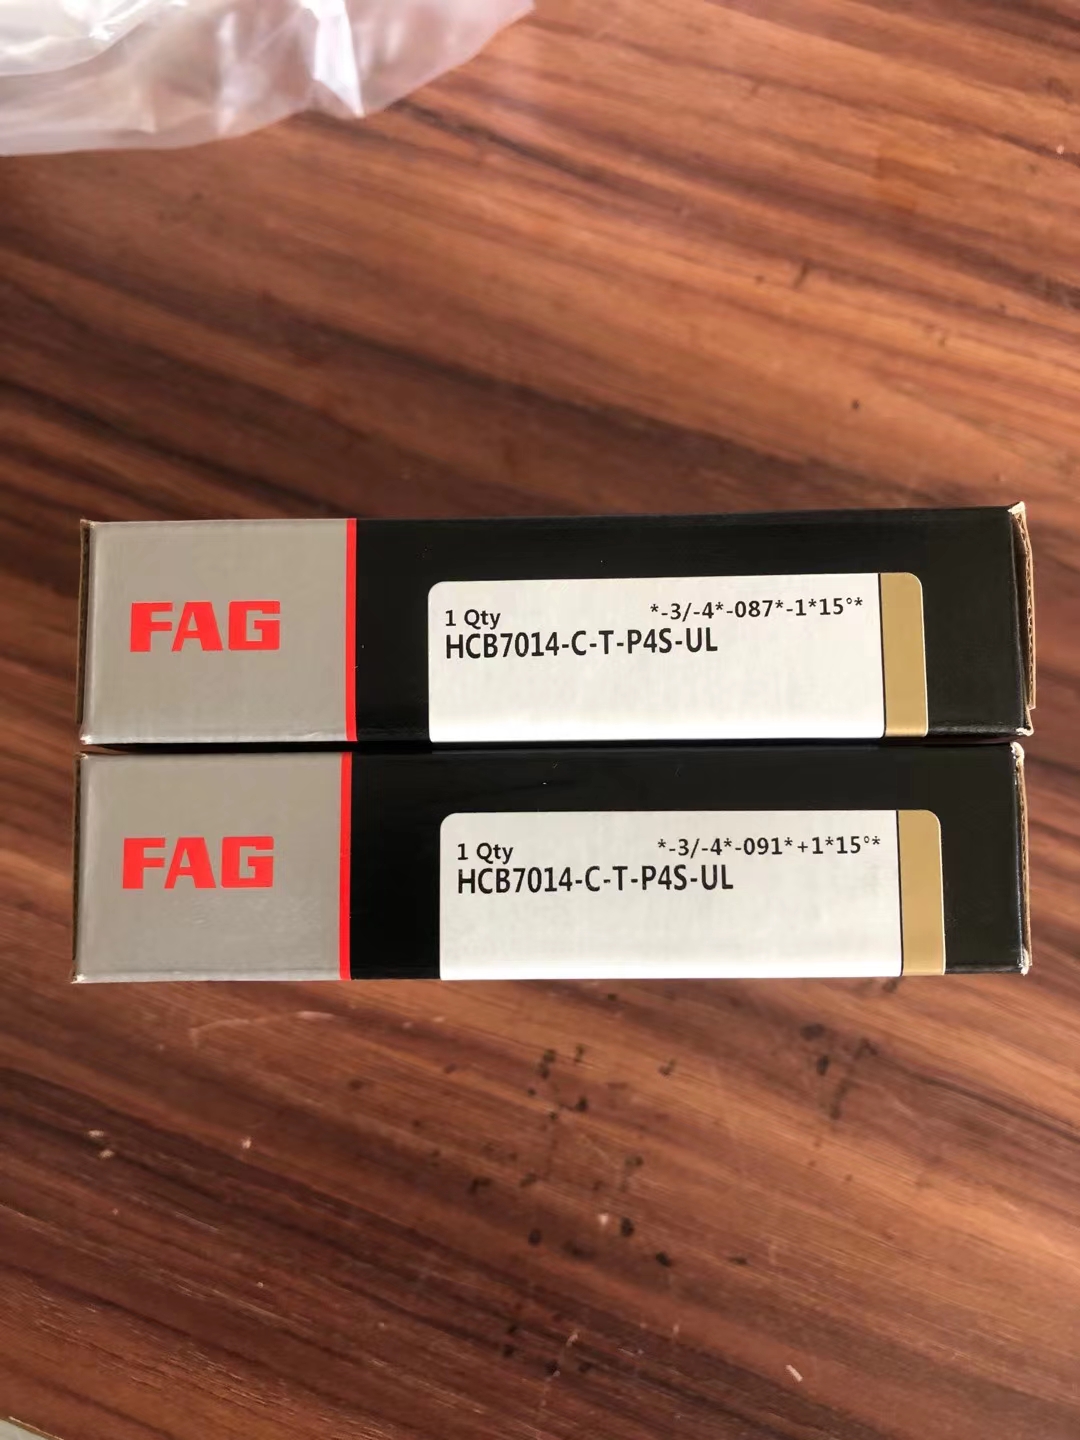 FAG
1 Qty *-3/-4*-087*-1*15°*
HCB7014-C-T-P4S-UL
FAG
1 Qty *-3/-4*-091*+1*15°*
HCB7014-C-T-P4S-UL